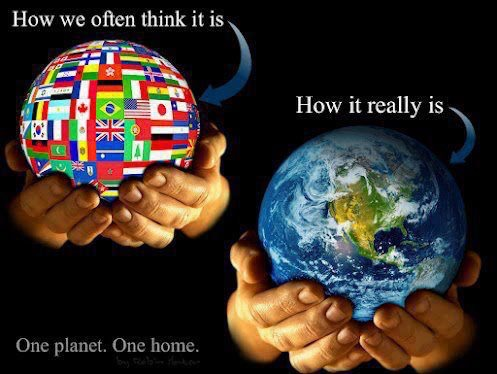 How we often think it is
How it really is
One planet. One home.